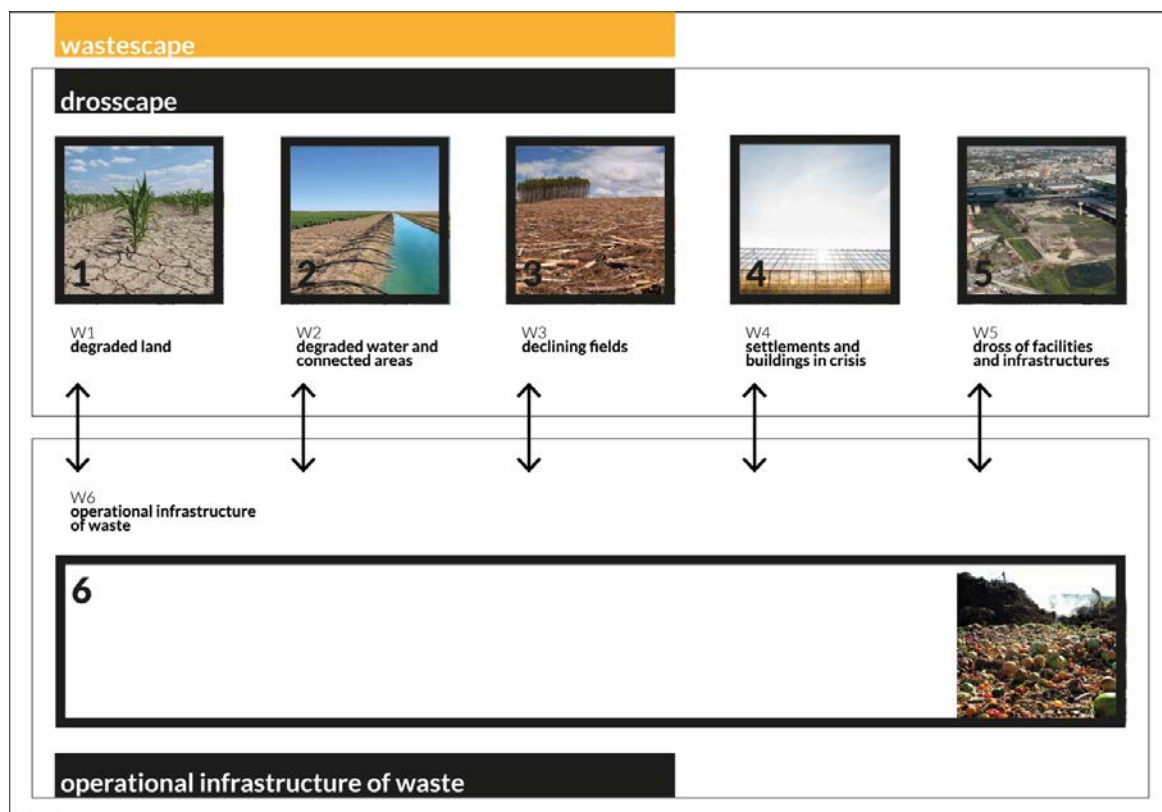 wastescape
drosscape
1
2
3
4
5
W1
degraded land
W2
degraded water and
connected areas
W3
declining fields
W4
settlements and
buildings in crisis
W5
dross of facilities
and infrastructures
W6
operational infrastructure
of waste
6
operational infrastructure of waste